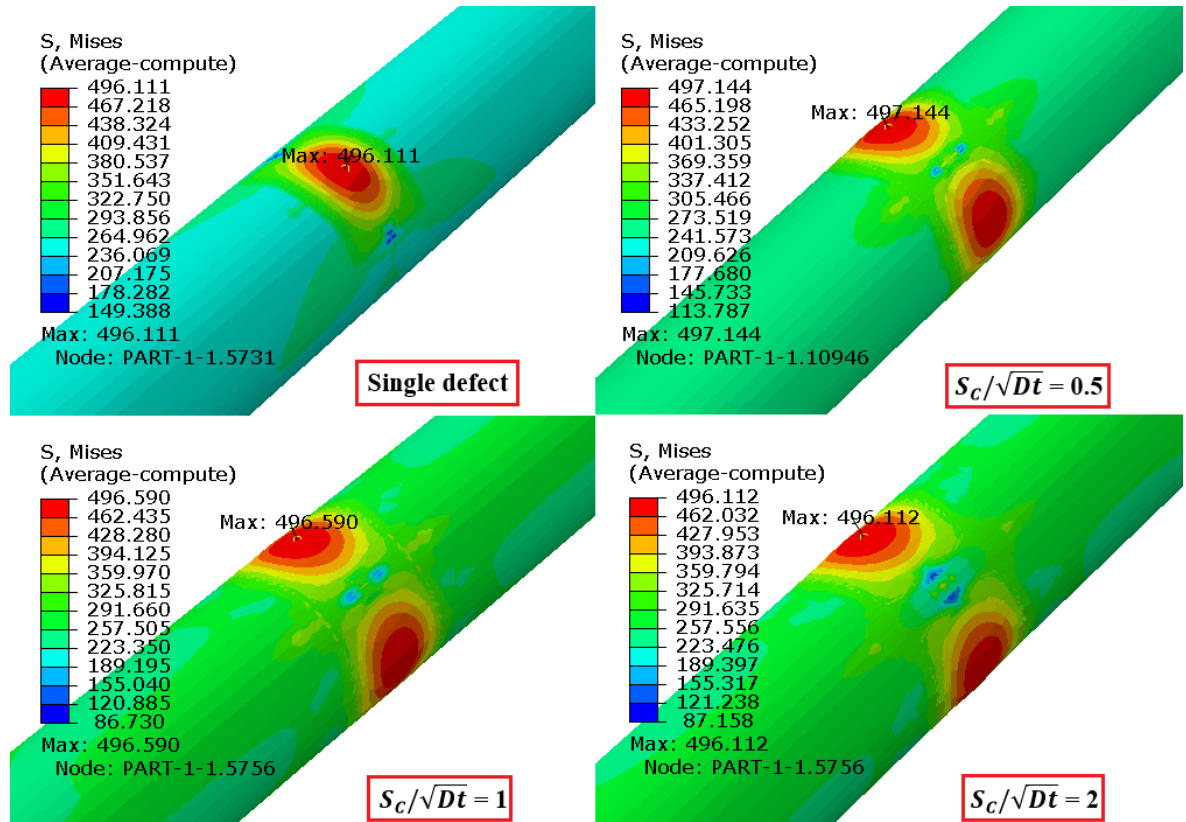 S, Mises
(Average-compute)
496.111
467.218
438.324
409.431
380.537
351.643
322.750
293.856
264.962
236.069
207.175
178.282
149.388
Max: 496.111
Node: PART-1-1.5731
Max: 496.111
Single defect
S, Mises
(Average-compute)
497.144
465.198
433.252
401.305
369.359
337.412
305.466
273.519
241.573
209.626
177.680
145.733
113.787
Max: 497.144
Node: PART-1-1.10946
Max: 497.144
S_C/√Dt = 0.5
S, Mises
(Average-compute)
496.590
462.435
428.280
394.125
359.970
325.815
291.660
257.505
223.350
189.195
155.040
120.885
86.730
Max: 496.590
Node: PART-1-1.5756
Max: 496.590
S_C/√Dt = 1
S, Mises
(Average-compute)
496.112
462.032
427.953
393.873
359.794
325.714
291.635
257.556
223.476
189.397
155.317
121.238
87.158
Max: 496.112
Node: PART-1-1.5756
Max: 496.112
S_C/√Dt = 2